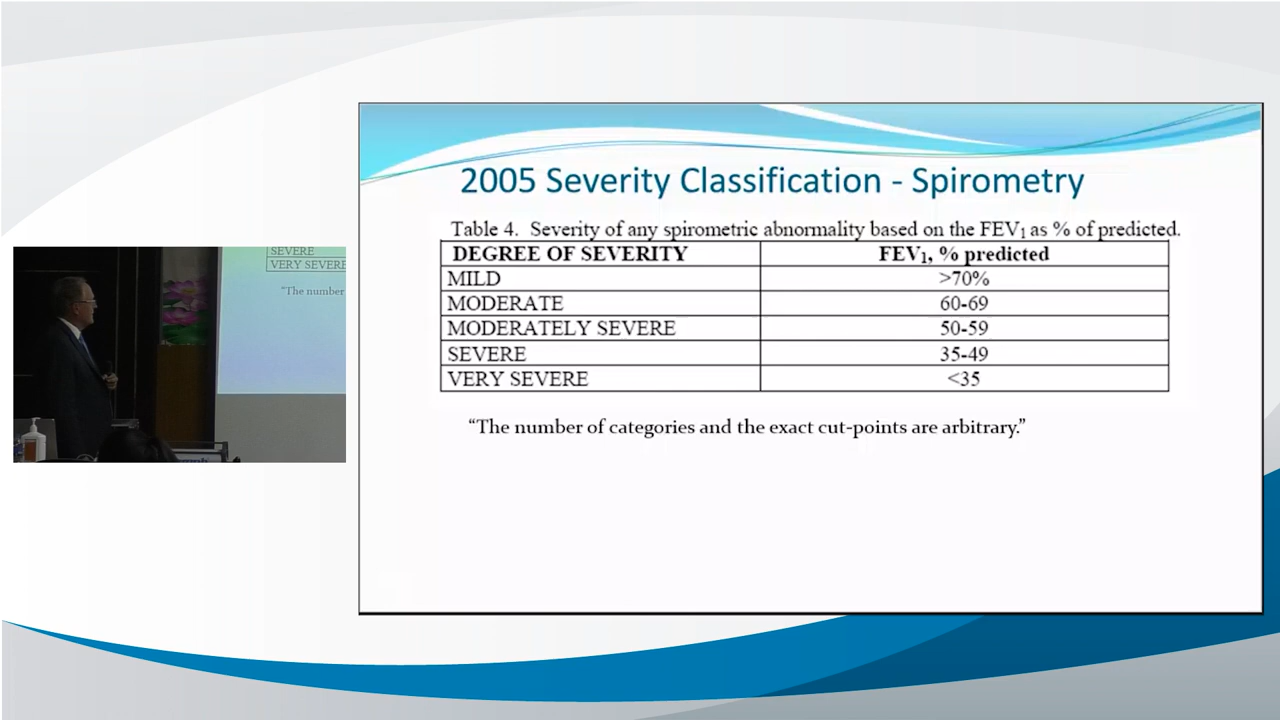 2005 Severity Classification - Spirometry
Table 4. Severity of any spirometric abnormality based on the FEV₁ as % of predicted.
DEGREE OF SEVERITY FEV₁, % predicted
MILD >70%
MODERATE 60-69
MODERATELY SEVERE 50-59
SEVERE 35-49
VERY SEVERE <35
“The number of categories and the exact cut-points are arbitrary.”
SEVERE
VERY SEVERE
“The number